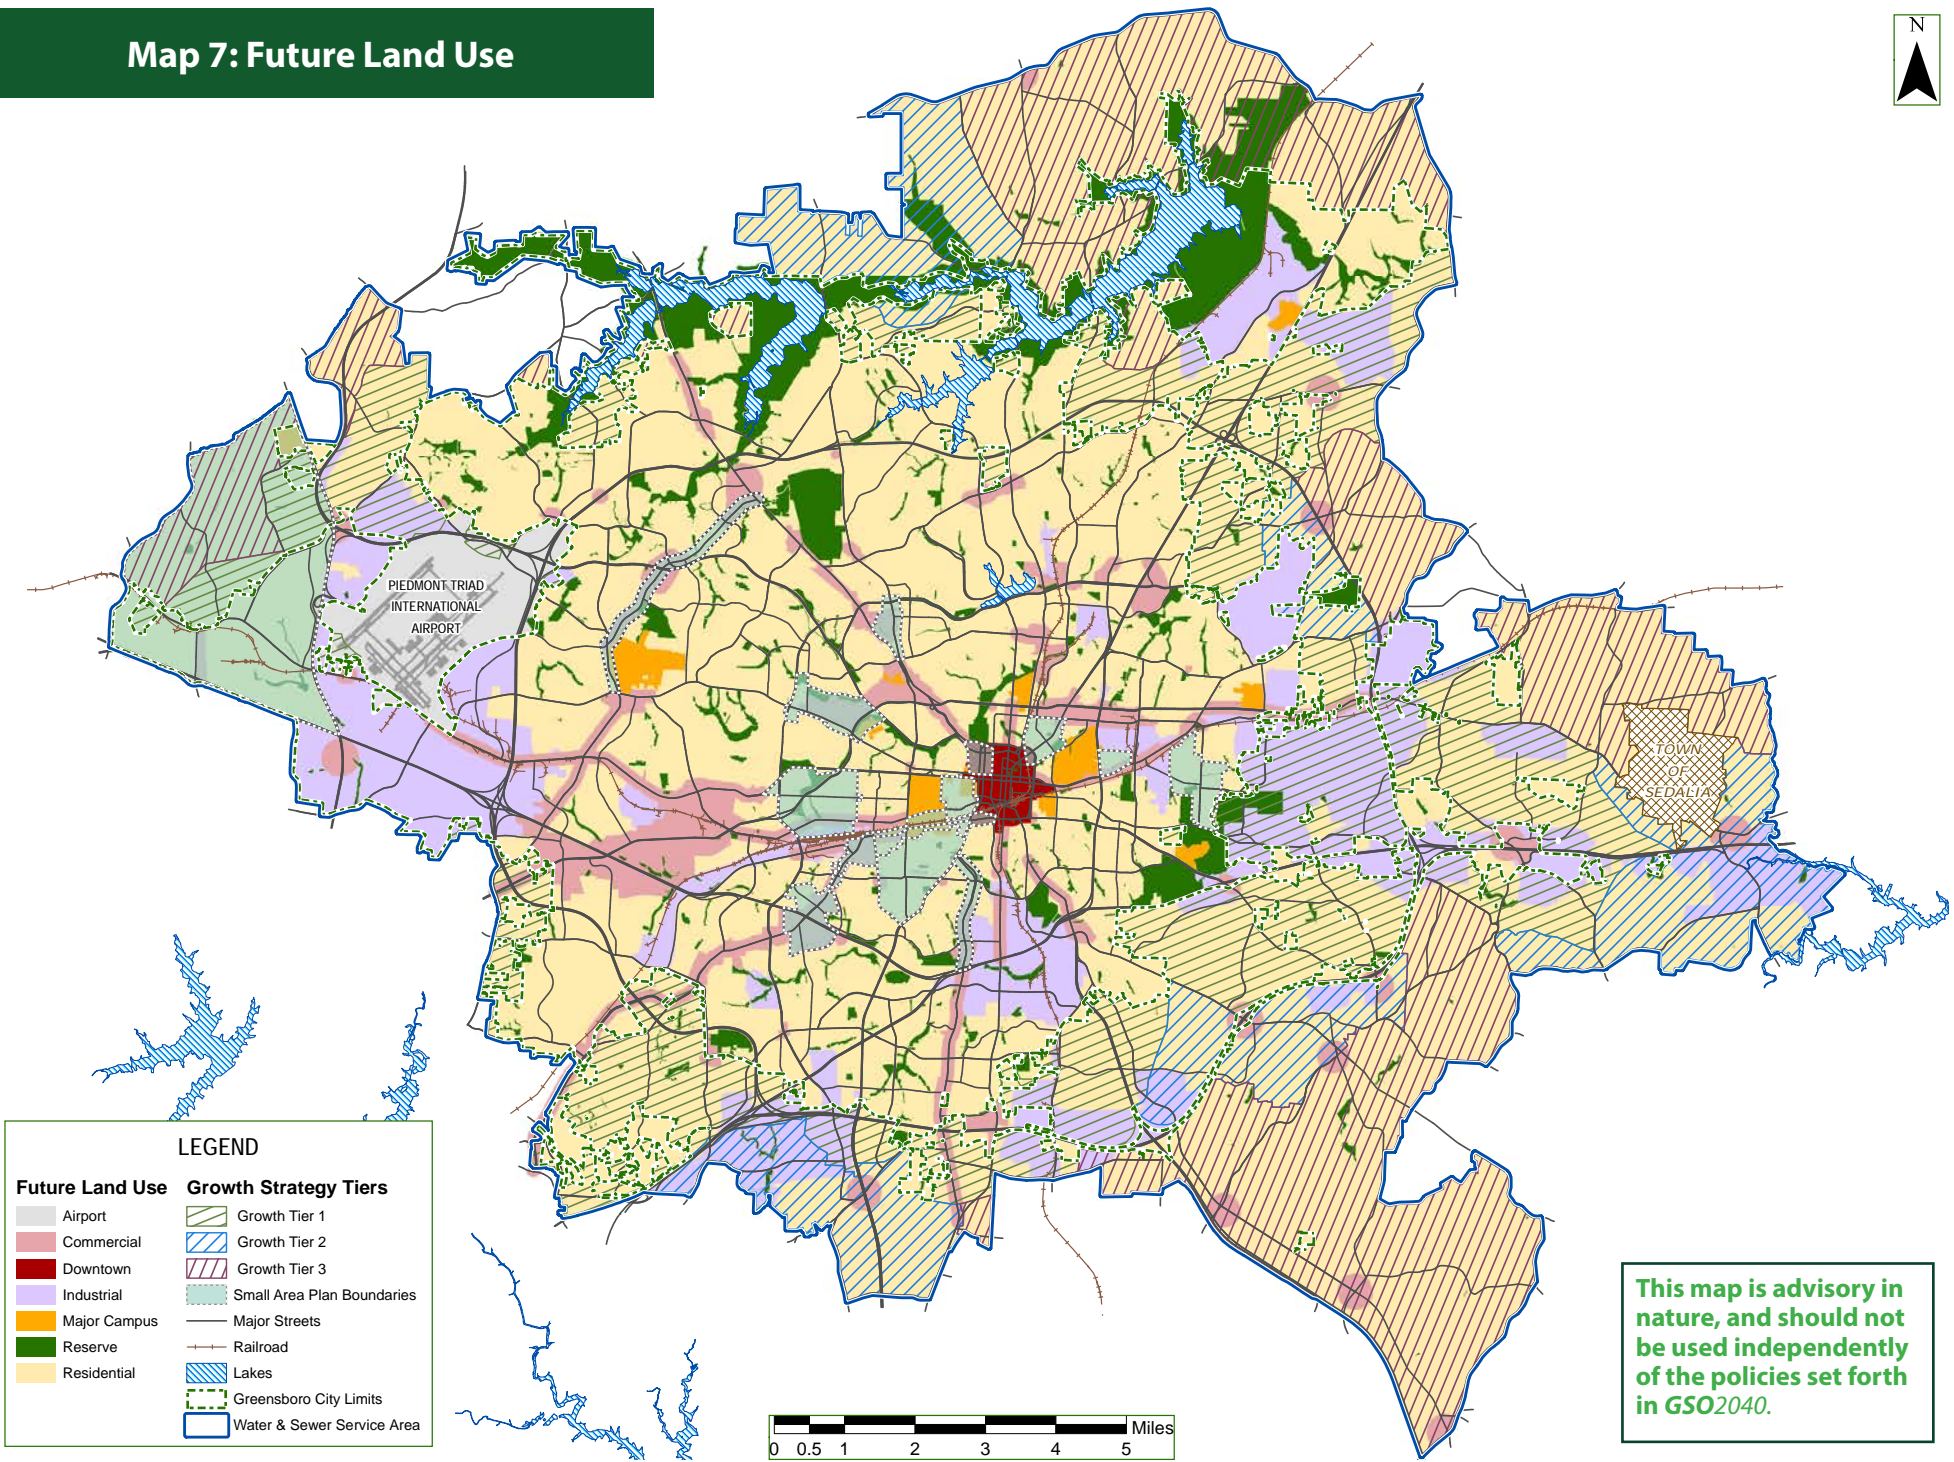 Map 7: Future Land Use
N
PIEDMONT TRIAD
INTERNATIONAL
AIRPORT
TOWN
OF
SEDALIA
LEGEND
Future Land Use
Airport
Commercial
Downtown
Industrial
Major Campus
Reserve
Residential
Growth Strategy Tiers
Growth Tier 1
Growth Tier 2
Growth Tier 3
Small Area Plan Boundaries
Major Streets
Railroad
Lakes
Greensboro City Limits
Water & Sewer Service Area
Miles
0 0.5 1 2 3 4 5
This map is advisory in
nature, and should not
be used independently
of the policies set forth
in GSO2040.